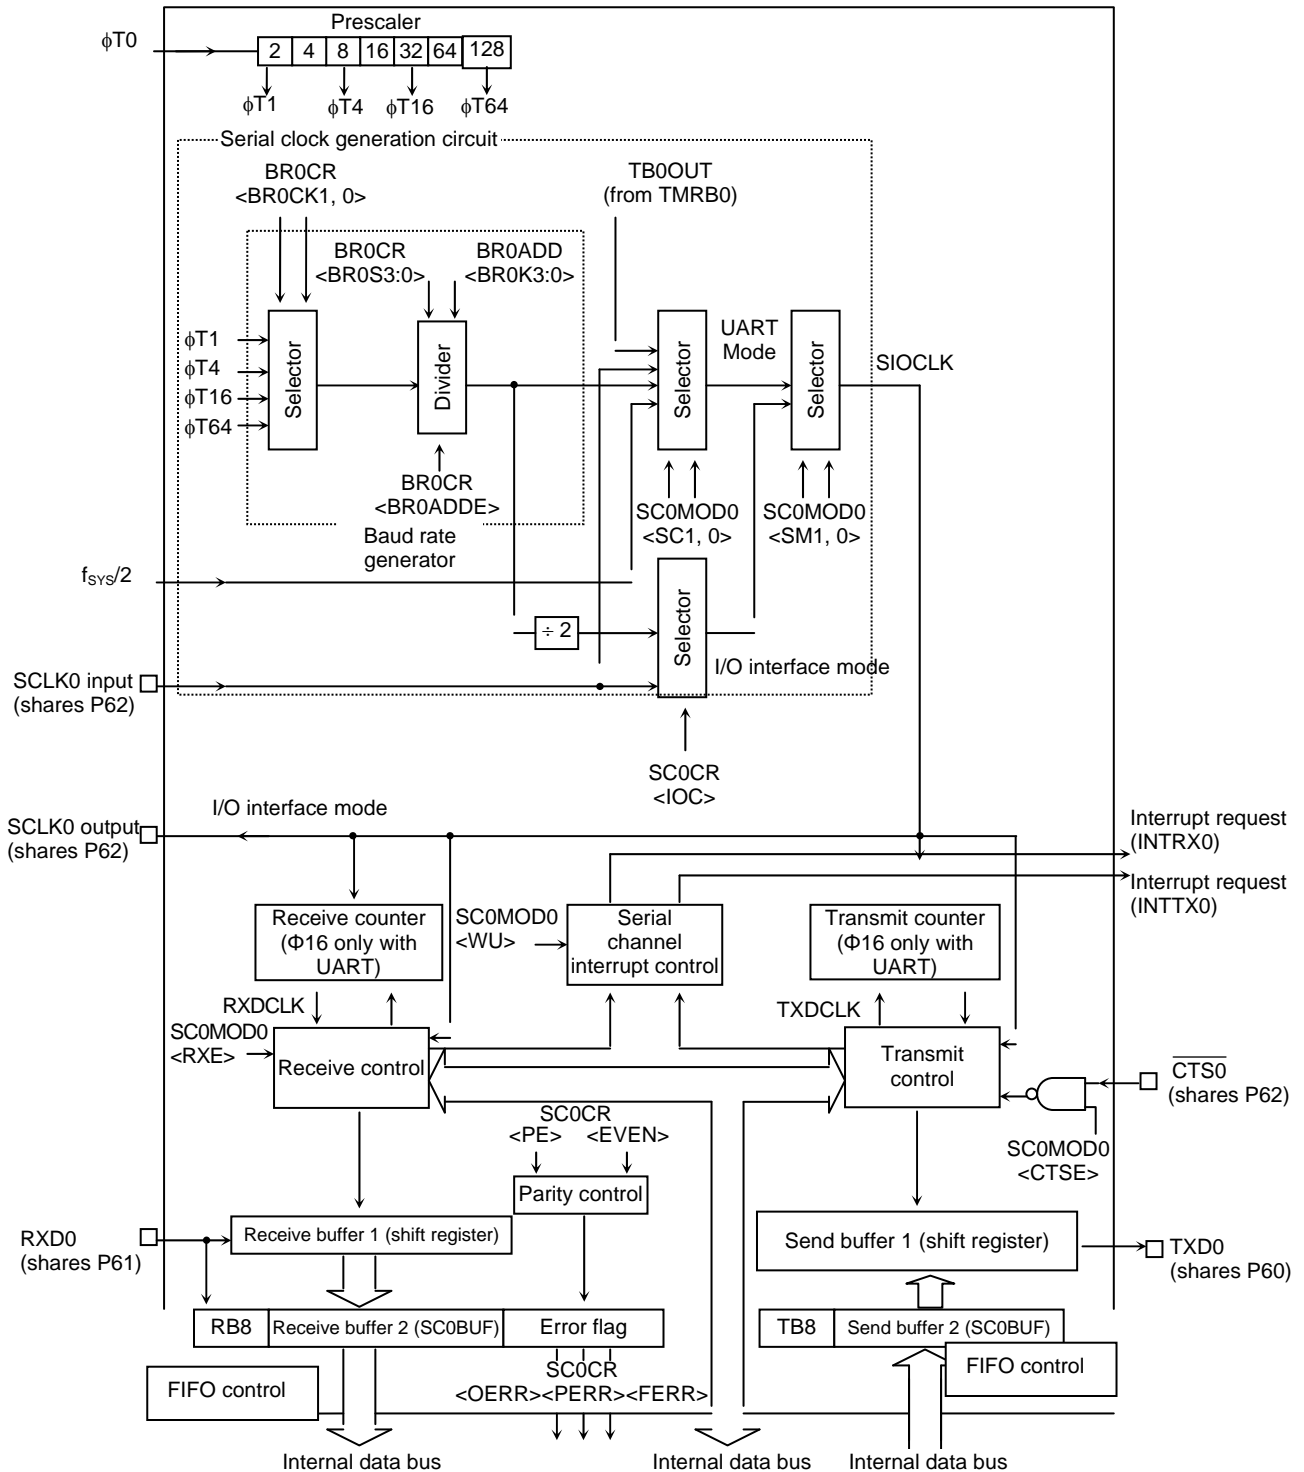 Prescaler
ϕT0
2 4 8 16 32 64 128
ϕT1 ϕT4 ϕT16 ϕT64
Serial clock generation circuit
BR0CR
<BR0CK1, 0>
TB0OUT
(from TMRB0)
BR0CR
<BR0S3:0>
BR0ADD
<BR0K3:0>
ϕT1
ϕT4
ϕT16
ϕT64
Selector
Divider
Selector
UART
Mode
Selector
SIOCLK
BR0CR
<BR0ADDE>
SC0MOD0
<SC1, 0>
SC0MOD0
<SM1, 0>
Baud rate
generator
fSYS/2
÷ 2
Selector
I/O interface mode
SCLK0 input
(shares P62)
SC0CR
<IOC>
I/O interface mode
SCLK0 output
(shares P62)
Interrupt request
(INTRX0)
Interrupt request
(INTTX0)
Receive counter
(Φ16 only with
UART)
SC0MOD0
<WU>
Serial
channel
interrupt control
Transmit counter
(Φ16 only with
UART)
RXDCLK
TXDCLK
SC0MOD0
<RXE>
Receive control
Transmit
control
CTS0
(shares P62)
SC0MOD0
<CTSE>
SC0CR
<PE> <EVEN>
Parity control
RXD0
(shares P61)
Receive buffer 1 (shift register)
Send buffer 1 (shift register)
TXD0
(shares P60)
RB8 Receive buffer 2 (SC0BUF) Error flag
TB8 Send buffer 2 (SC0BUF)
FIFO control
SC0CR
<OERR><PERR><FERR>
FIFO control
Internal data bus
Internal data bus
Internal data bus